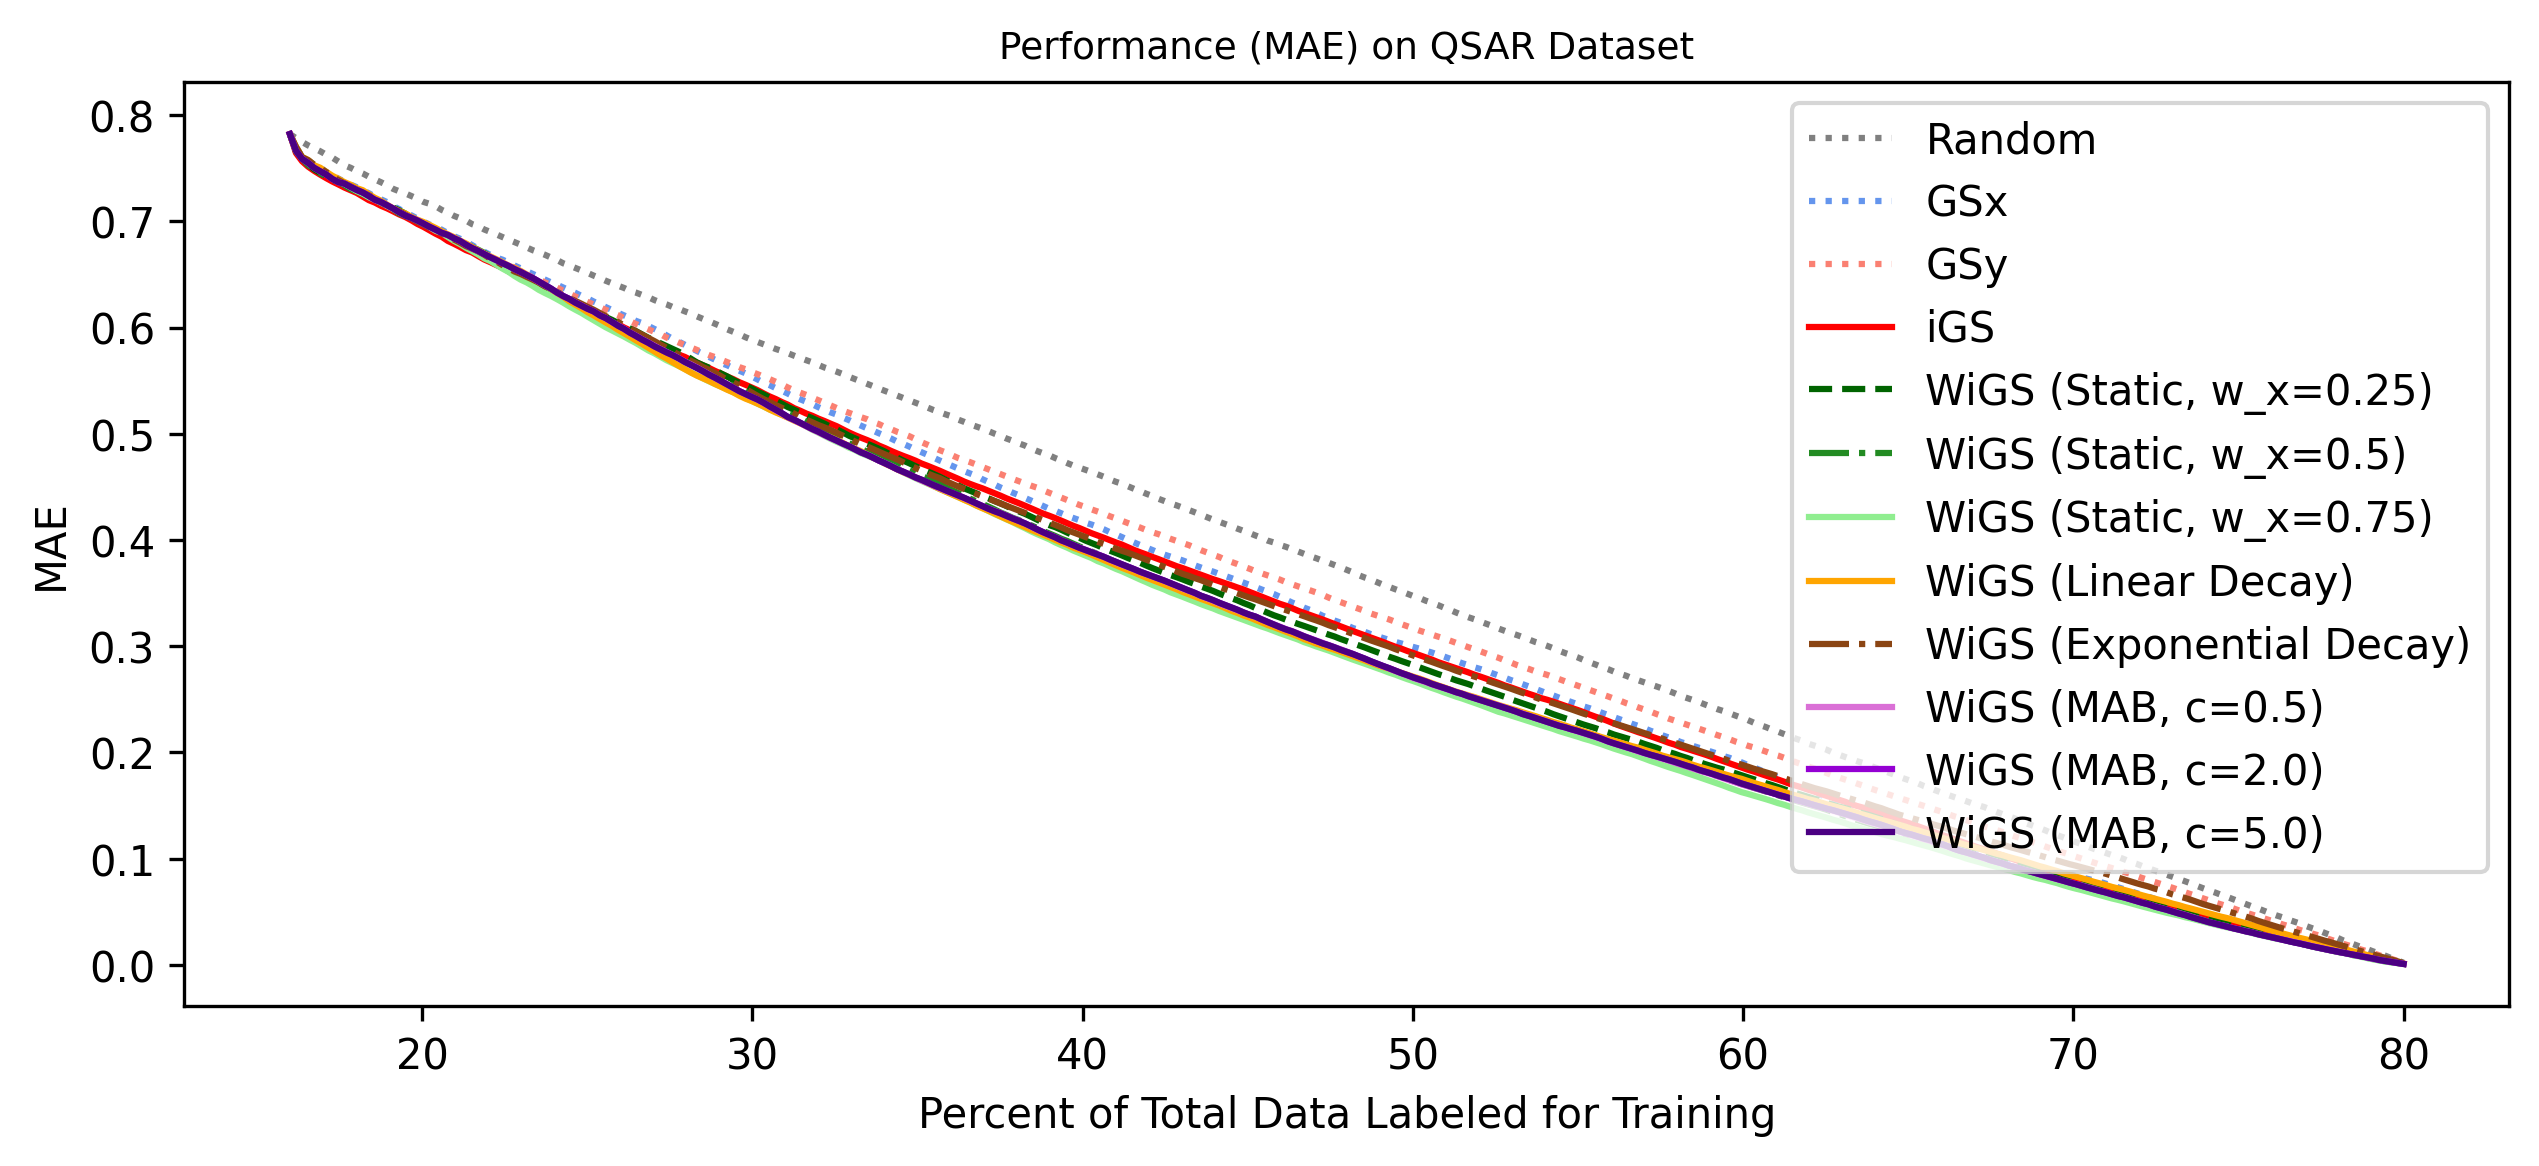 Performance (MAE) on QSAR Dataset
MAE
0.8
0.7
0.6
0.5
0.4
0.3
0.2
0.1
0.0
Random
GSx
GSy
iGS
WiGS (Static, w_x=0.25)
WiGS (Static, w_x=0.5)
WiGS (Static, w_x=0.75)
WiGS (Linear Decay)
WiGS (Exponential Decay)
WiGS (MAB, c=0.5)
WiGS (MAB, c=2.0)
WiGS (MAB, c=5.0)
20 30 40 50 60 70 80
Percent of Total Data Labeled for Training